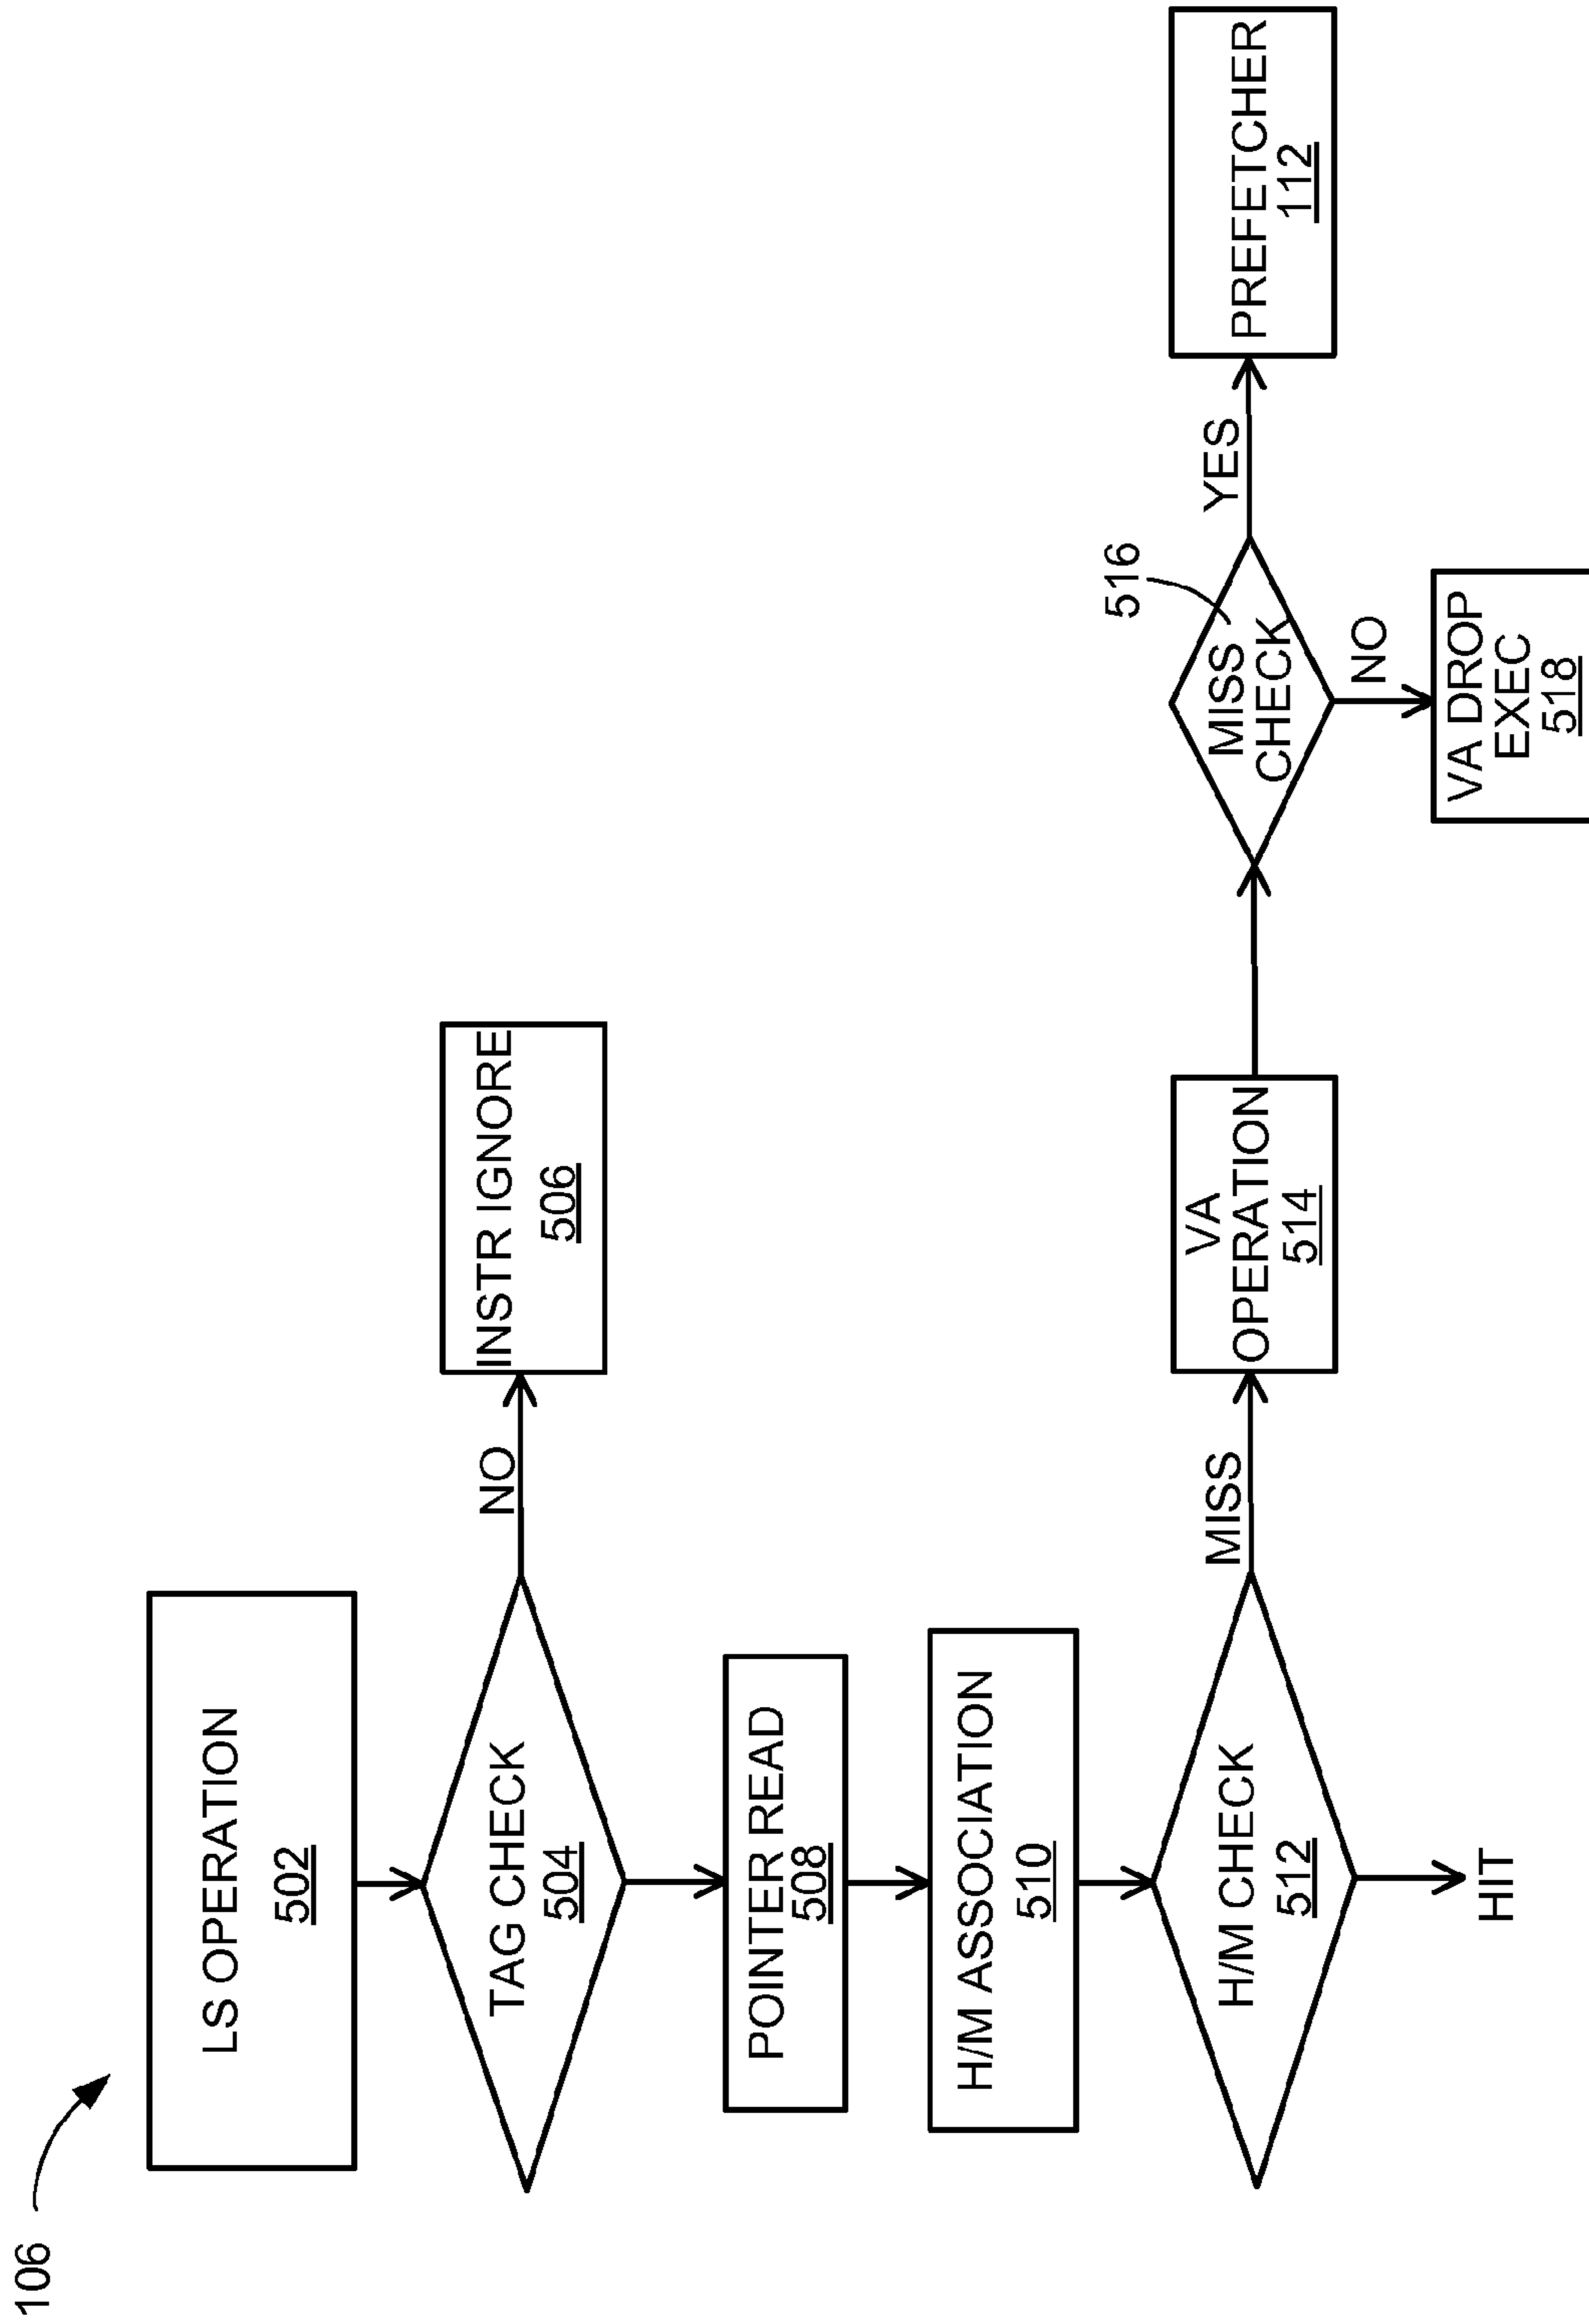 106
LS OPERATION
502
TAG CHECK
504
NO
INSTR IGNORE
506
POINTER READ
508
H/M ASSOCIATION
510
H/M CHECK
512
HIT
MISS
VA
OPERATION
514
MISS
CHECK
516
YES
PREFETCHER
112
NO
VA DROP
EXEC
518